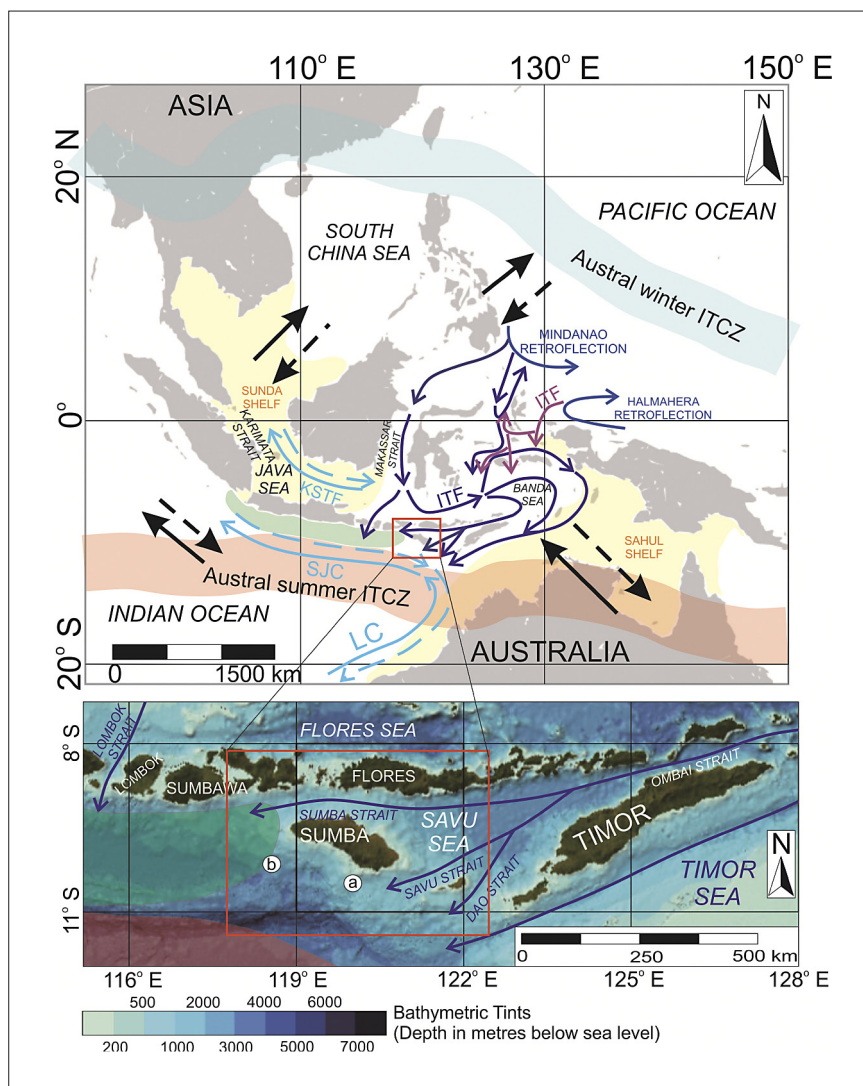 110° E
130° E
150° E
ASIA
N
20° N
PACIFIC OCEAN
SOUTH
CHINA SEA
Austral winter ITCZ
MINDANAO
RETROFLECTION
SUNDA
SHELF
ITF
HALMAHERA
RETROFLECTION
0°
KARIMATA
STRAIT
MAKASSAR
STRAIT
JAVA
SEA
KSTF
ITF
BANDA
SEA
SAHUL
SHELF
SJC
Austral summer ITCZ
INDIAN OCEAN
LC
AUSTRALIA
20° S
0
1500 km
8° S
LOMBOK
STRAIT
FLORES SEA
LOMBOK
SUMBAWA
FLORES
OMBAI STRAIT
SUMBA STRAIT
SUMBA
SAVU
SEA
TIMOR
N
b
a
SAVU STRAIT
DAO STRAIT
TIMOR
SEA
11° S
0
250
500 km
116° E
119° E
122° E
125° E
128° E
500 2000 4000 6000
200 1000 3000 5000 7000
Bathymetric Tints
(Depth in metres below sea level)